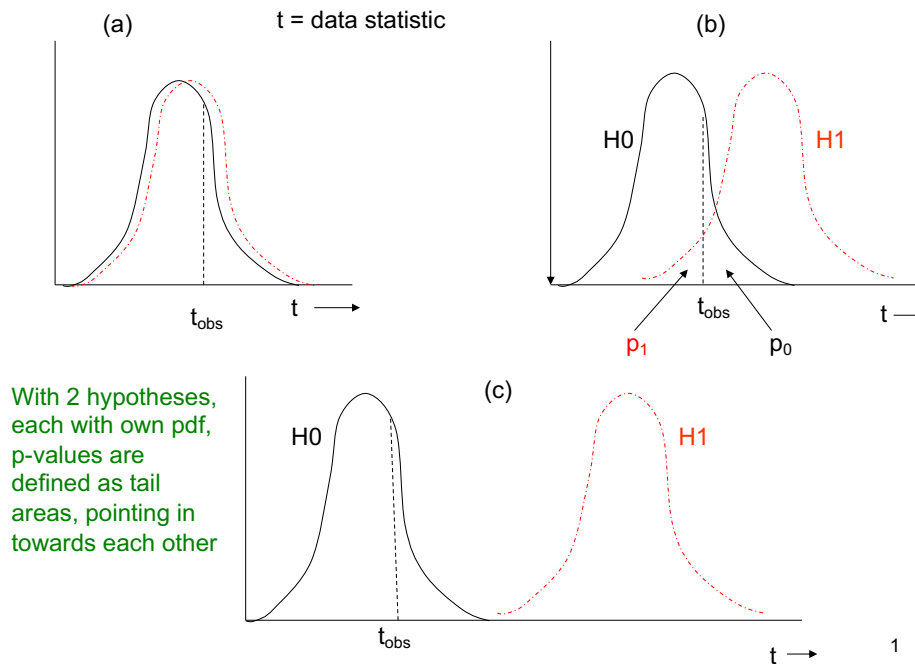 (a)
t = data statistic
(b)
H0
H1
t_obs
t
t_obs
t
p_1
p_0
(c)
With 2 hypotheses,
each with own pdf,
p-values are
defined as tail
areas, pointing in
towards each other
H0
H1
t_obs
t
1